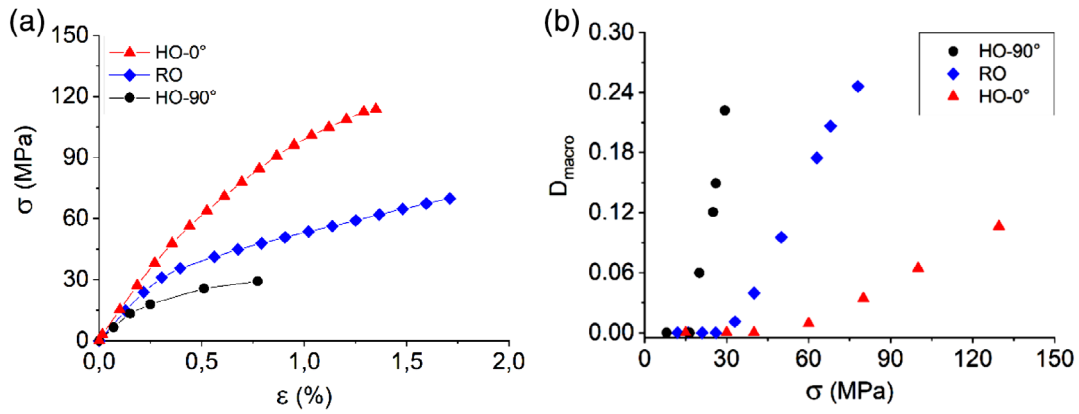 (a)
150
120
90
60
30
0
σ (MPa)
HO-0°
RO
HO-90°
0,0
0,5
1,0
1,5
2,0
ε (%)
(b)
0.30
0.24
0.18
0.12
0.06
0.00
D_macro
HO-90°
RO
HO-0°
0
30
60
90
120
150
σ (MPa)